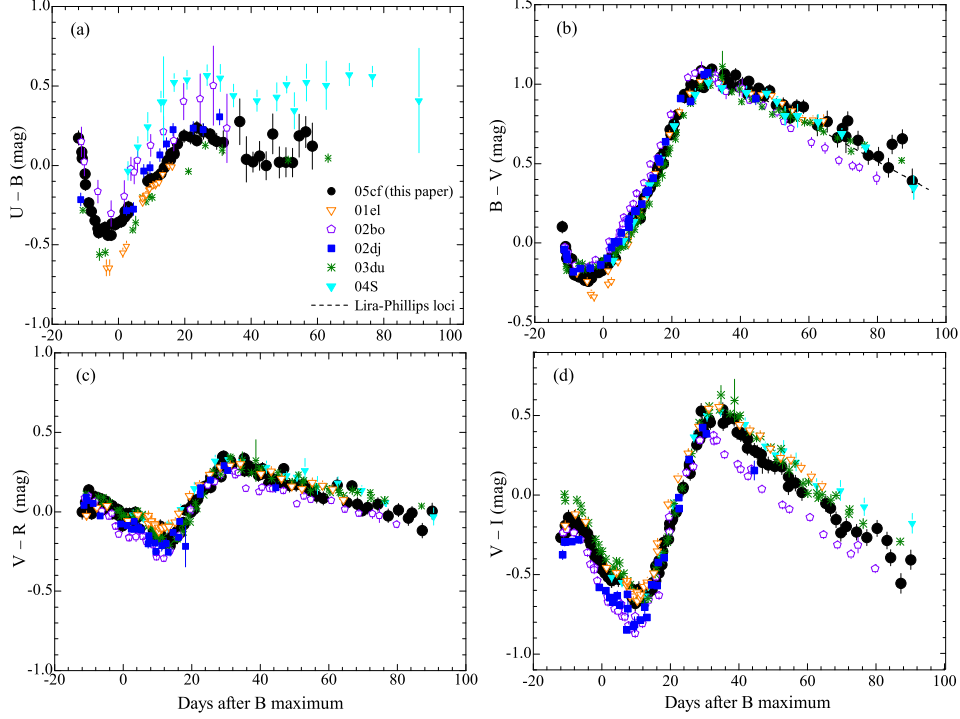 (a)
U – B (mag)
1.0
0.5
0.0
-0.5
-1.0
-20 0 20 40 60 80 100
05cf (this paper)
01el
02bo
02dj
03du
04S
Lira-Phillips loci
(b)
B – V (mag)
1.5
1.0
0.5
0.0
-0.5
-20 0 20 40 60 80 100
(c)
V – R (mag)
1.0
0.5
0.0
-0.5
-1.0
-20 0 20 40 60 80 100
Days after B maximum
(d)
V – I (mag)
0.5
0.0
-0.5
-1.0
-20 0 20 40 60 80 100
Days after B maximum